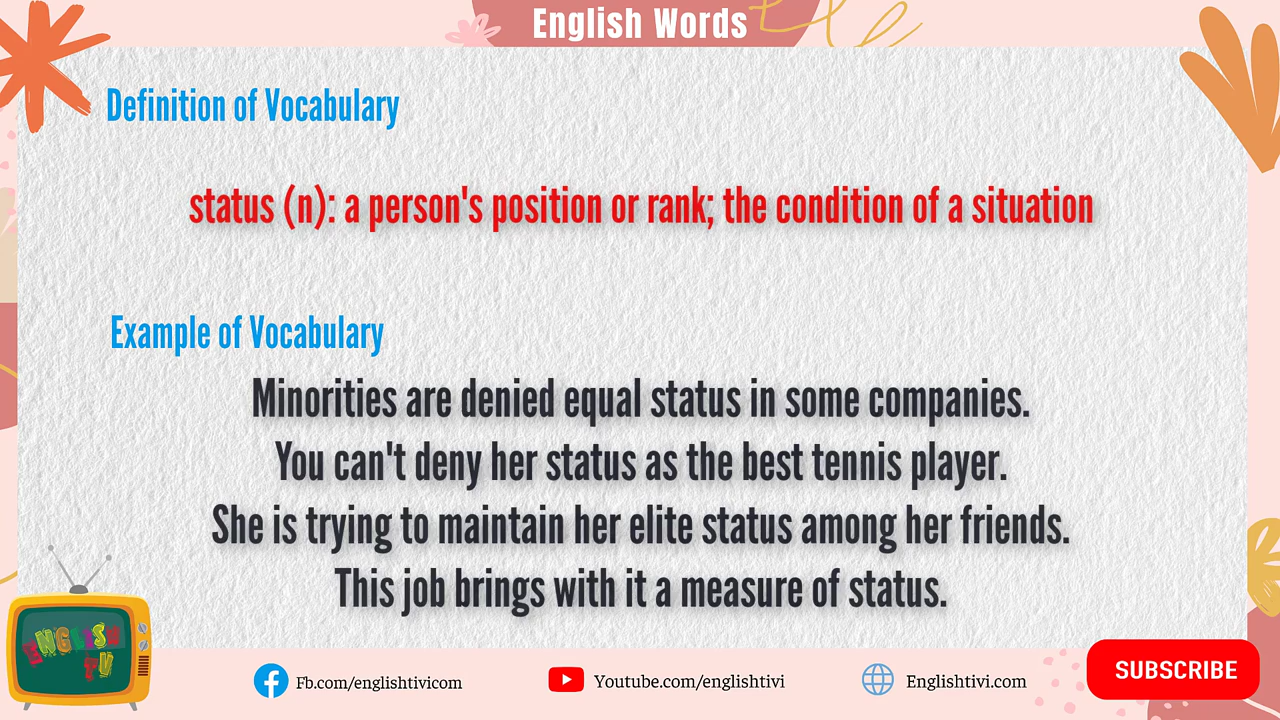 English Words
Definition of Vocabulary
status (n): a person's position or rank; the condition of a situation
Example of Vocabulary
Minorities are denied equal status in some companies.
You can't deny her status as the best tennis player.
She is trying to maintain her elite status among her friends.
This job brings with it a measure of status.
ENGLISH
TV
Fb.com/englishtivicom
Youtube.com/englishtivi
Englishtivi.com
SUBSCRIBE